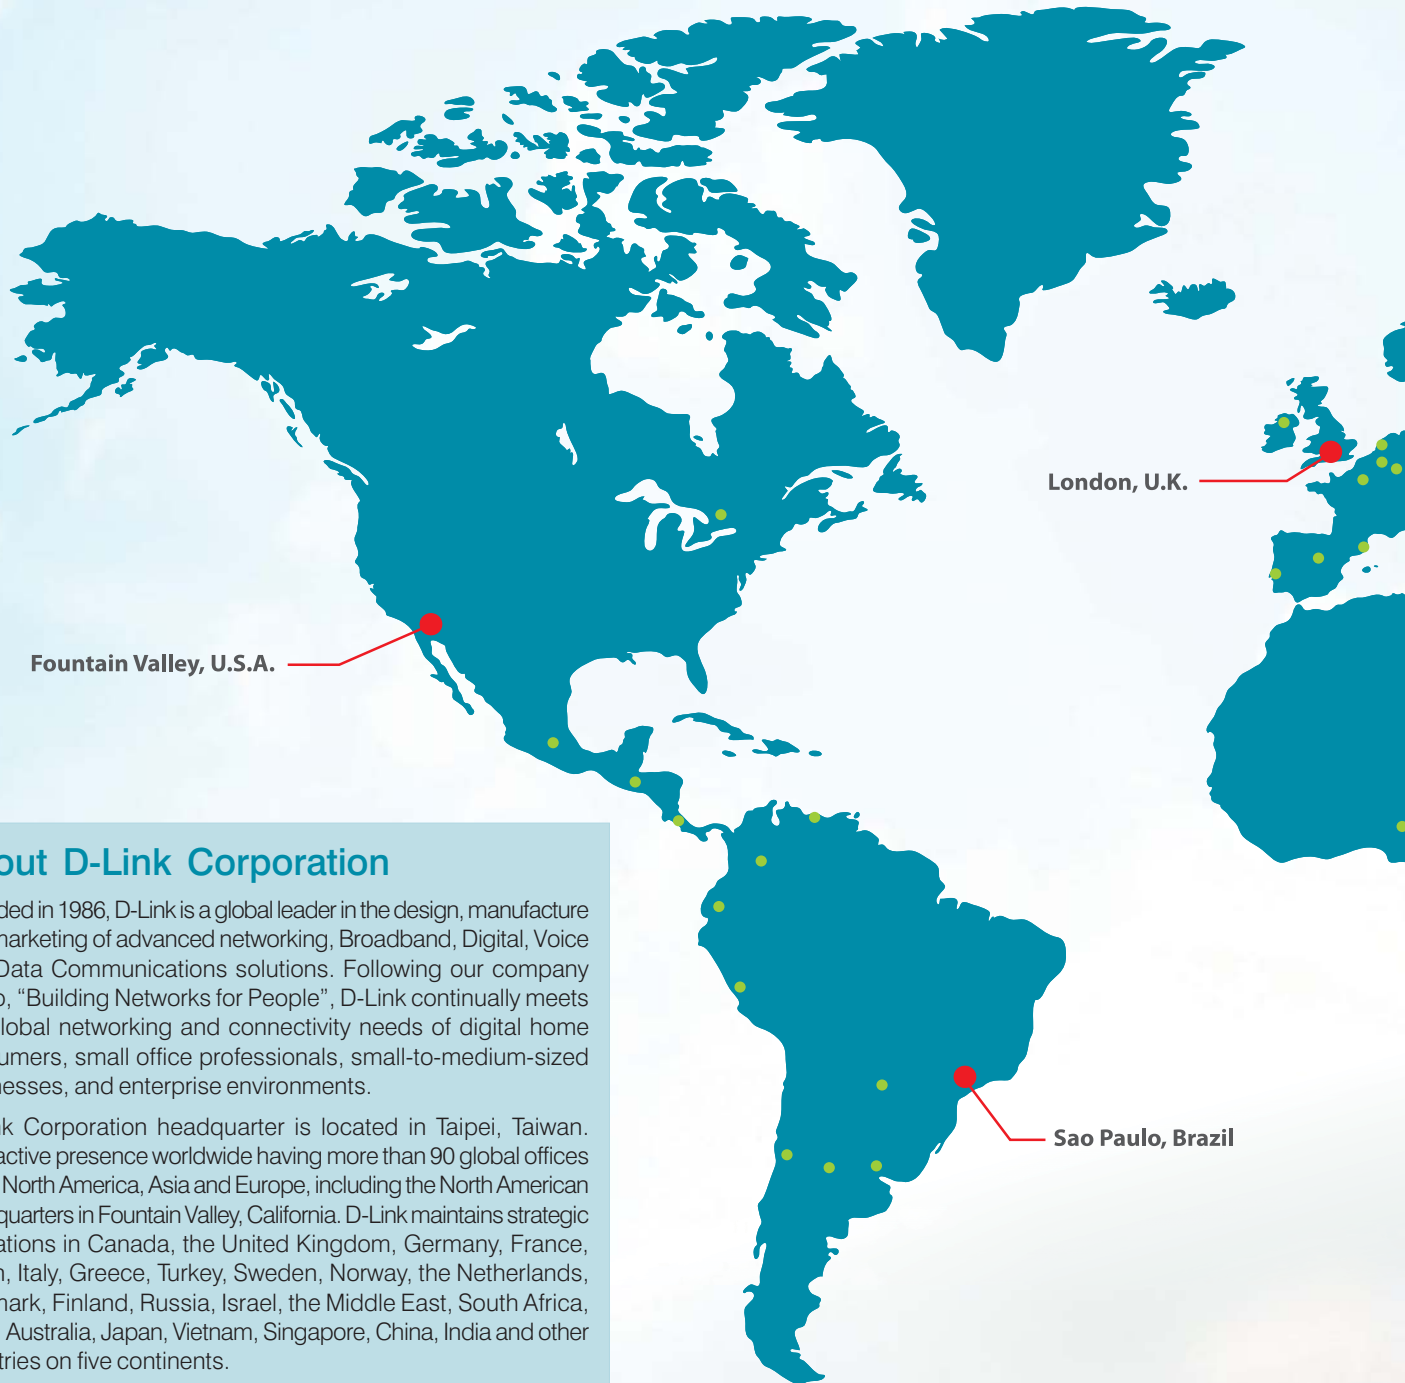 London, U.K.
Fountain Valley, U.S.A.
Sao Paulo, Brazil
out D-Link Corporation
ded in 1986, D-Link is a global leader in the design, manufacture
marketing of advanced networking, Broadband, Digital, Voice
Data Communications solutions. Following our company
o, “Building Networks for People”, D-Link continually meets
lobal networking and connectivity needs of digital home
umers, small office professionals, small-to-medium-sized
nesses, and enterprise environments.
nk Corporation headquarter is located in Taipei, Taiwan.
active presence worldwide having more than 90 global offices
North America, Asia and Europe, including the North American
quarters in Fountain Valley, California. D-Link maintains strategic
ations in Canada, the United Kingdom, Germany, France,
n, Italy, Greece, Turkey, Sweden, Norway, the Netherlands,
mark, Finland, Russia, Israel, the Middle East, South Africa,
Australia, Japan, Vietnam, Singapore, China, India and other
tries on five continents.